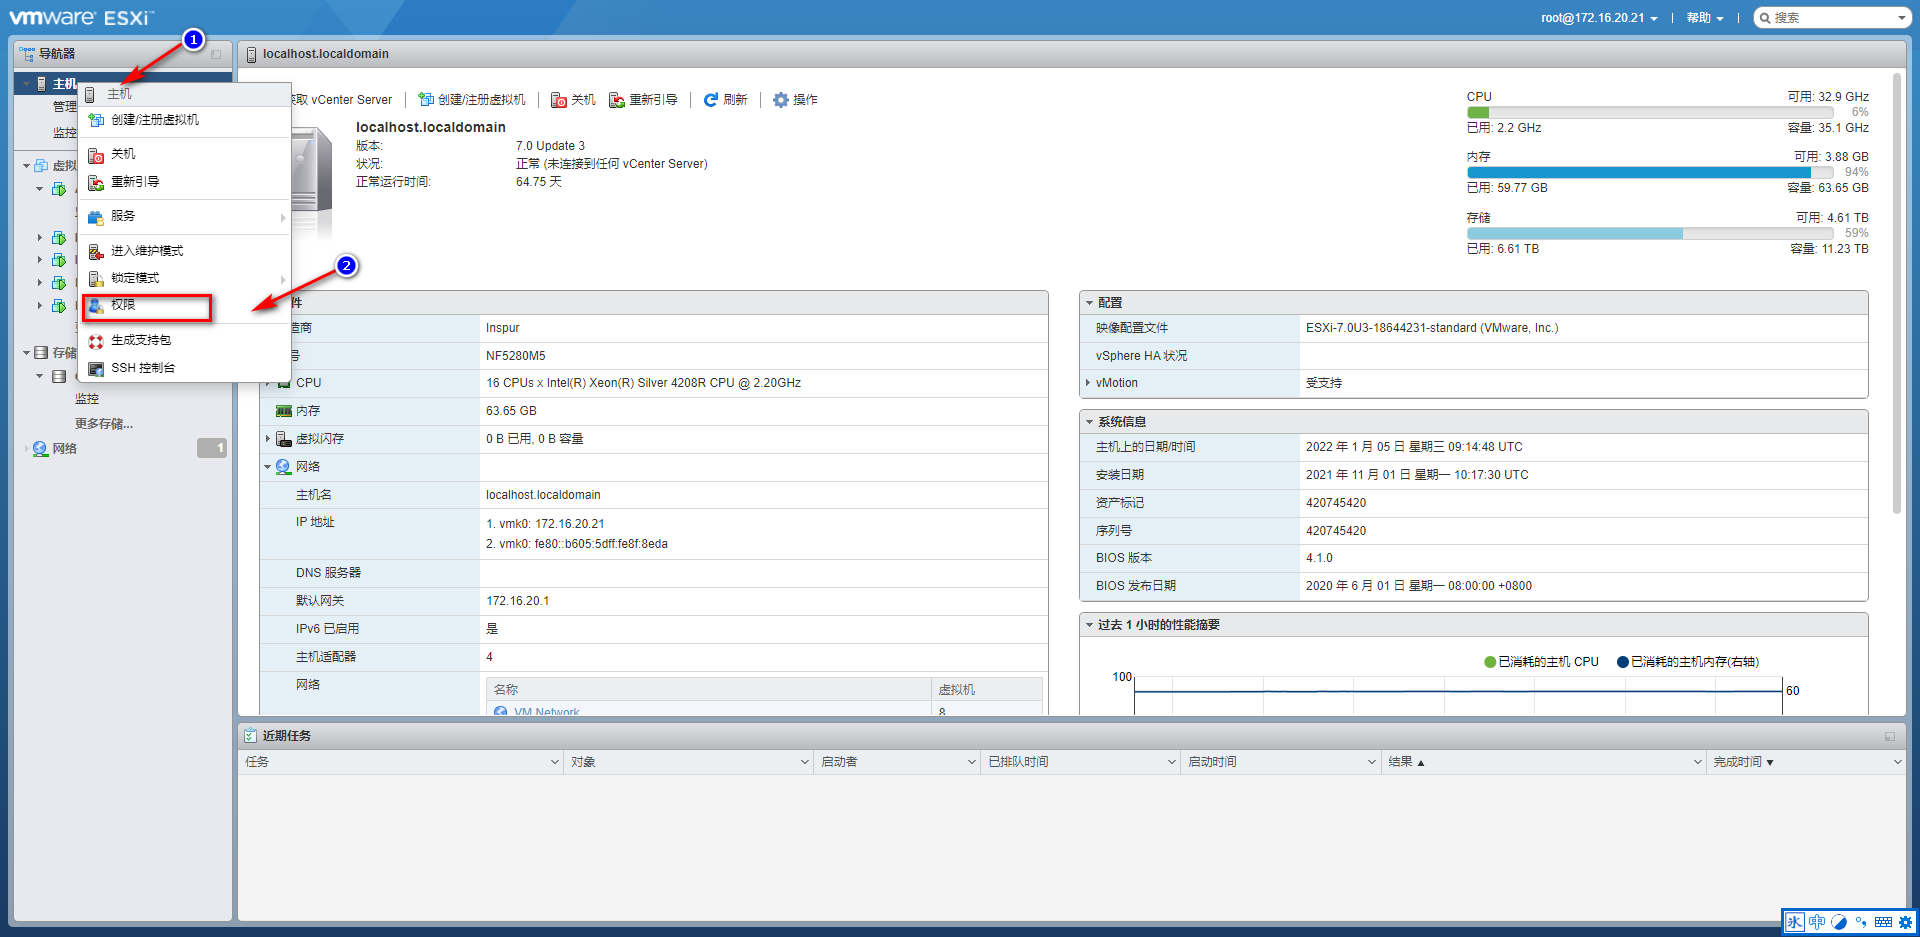 vmware ESXi™
root@172.16.20.21
帮助
搜索
导航器
1
localhost.localdomain
主机
管理
监控
主机
创建/注册虚拟机
关机
重新引导
服务
进入维护模式
锁定模式
2
权限
生成支持包
SSH 控制台
虚拟
存储
监控
更多存储...
网络
1
取 vCenter Server
创建/注册虚拟机
关机
重新引导
刷新
操作
localhost.localdomain
版本:
7.0 Update 3
状况:
正常 (未连接到任何 vCenter Server)
正常运行时间:
64.75 天
CPU
可用: 32.9 GHz
6%
已用: 2.2 GHz
容量: 35.1 GHz
内存
可用: 3.88 GB
94%
已用: 59.77 GB
容量: 63.65 GB
存储
可用: 4.61 TB
59%
已用: 6.61 TB
容量: 11.23 TB
件
造商
Inspur
号
NF5280M5
CPU
16 CPUs x Intel(R) Xeon(R) Silver 4208R CPU @ 2.20GHz
内存
63.65 GB
虚拟闪存
0 B 已用, 0 B 容量
网络
主机名
localhost.localdomain
IP 地址
1. vmk0: 172.16.20.21
2. vmk0: fe80::b605:5dff:fe8f:8eda
DNS 服务器
默认网关
172.16.20.1
IPv6 已启用
是
主机适配器
4
网络
名称
虚拟机
VM Network
8
配置
映像配置文件
ESXi-7.0U3-18644231-standard (VMware, Inc.)
vSphere HA 状况
vMotion
受支持
系统信息
主机上的日期/时间
2022 年 1 月 05 日 星期三 09:14:48 UTC
安装日期
2021 年 11 月 01 日 星期一 10:17:30 UTC
资产标记
420745420
序列号
420745420
BIOS 版本
4.1.0
BIOS 发布日期
2020 年 6 月 01 日 星期一 08:00:00 +0800
过去 1 小时的性能摘要
已消耗的主机 CPU
已消耗的主机内存(右轴)
100
60
近期任务
任务
对象
启动者
已排队时间
启动时间
结果 ▲
完成时间 ▼
中